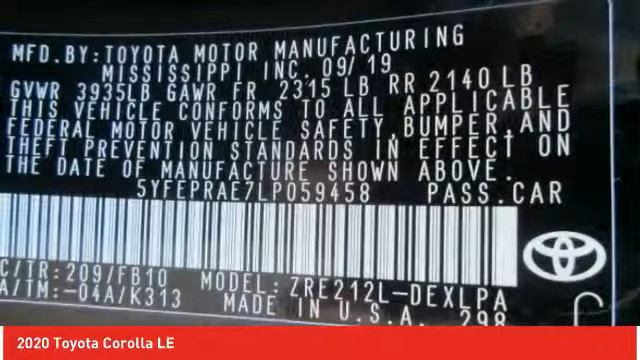 MFD.BY:TOYOTA MOTOR MANUFACTURING
MISSISSIPPI INC. 09/19
GVWR 3935LB GAWR FR 2315 LB RR 2140 LB
THIS VEHICLE CONFORMS TO ALL APPLICABLE
FEDERAL MOTOR VEHICLE SAFETY,BUMPER,AND
THEFT PREVENTION STANDARDS IN EFFECT ON
THE DATE OF MANUFACTURE SHOWN ABOVE.
5YFEPRAE7LP059458 PASS.CAR
C/TR:209/FB10 MODEL: ZRE212L-DEXLPA
A/TM:-04A/K313 MADE IN U.S.A. 298
2020 Toyota Corolla LE